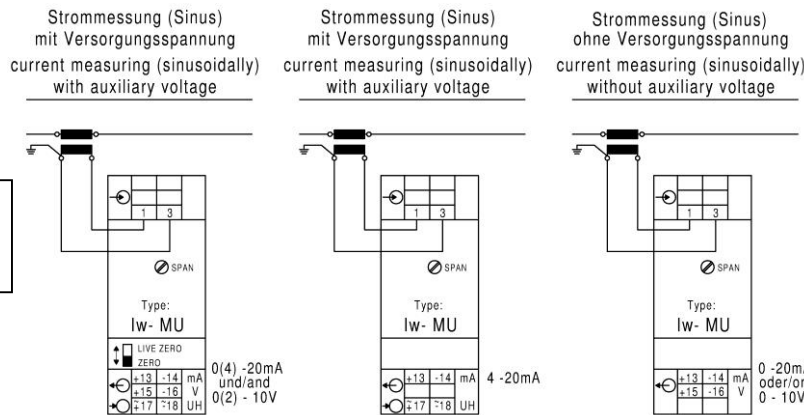 Strommessung (Sinus)
mit Versorgungsspannung
current measuring (sinusoidally)
with auxiliary voltage
1 3
SPAN
Type:
Iw- MU
LIVE ZERO
ZERO
+13 -14 mA
+15 -16 V
~+17 ~-18 UH
0(4) -20mA
und/and
0(2) - 10V
Strommessung (Sinus)
mit Versorgungsspannung
current measuring (sinusoidally)
with auxiliary voltage
1 3
SPAN
Type:
Iw- MU
+13 -14 mA
~+17 ~-18 UH
4 -20mA
Strommessung (Sinus)
ohne Versorgungsspannung
current measuring (sinusoidally)
without auxiliary voltage
1 3
SPAN
Type:
Iw- MU
+13 -14 mA
+15 -16 V
0 -20m
oder/or
0 - 10V